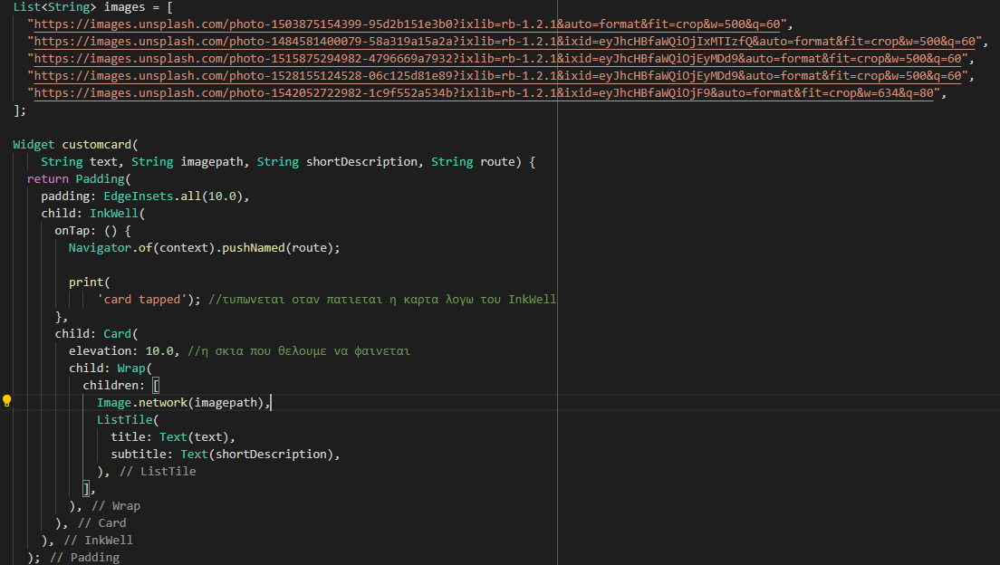 List<String> images = [
"https://images.unsplash.com/photo-1503875154399-95d2b151e3b0?ixlib=rb-1.2.1&auto=format&fit=crop&w=500&q=60",
"https://images.unsplash.com/photo-1484581400079-58a319a15a2a?ixlib=rb-1.2.1&ixid=eyJhcHBfaWQiOjIxMTIzfQ&auto=format&fit=crop&w=500&q=60",
"https://images.unsplash.com/photo-1515875294982-4796669a7932?ixlib=rb-1.2.1&ixid=eyJhcHBfaWQiOjEyMDd9&auto=format&fit=crop&w=500&q=60",
"https://images.unsplash.com/photo-1528155124528-06c125d81e89?ixlib=rb-1.2.1&ixid=eyJhcHBfaWQiOjEyMDd9&auto=format&fit=crop&w=500&q=60",
"https://images.unsplash.com/photo-1542052722982-1c9f552a534b?ixlib=rb-1.2.1&ixid=eyJhcHBfaWQiOjF9&auto=format&fit=crop&w=634&q=80",
];
Widget customcard(
String text, String imagepath, String shortDescription, String route) {
return Padding(
padding: EdgeInsets.all(10.0),
child: InkWell(
onTap: () {
Navigator.of(context).pushNamed(route);
print(
'card tapped'); //τυπωνεται οταν πατιεται η καρτα λογω του InkWell
},
child: Card(
elevation: 10.0, //η σκια που θελουμε να φαινεται
child: Wrap(
children: [
Image.network(imagepath),
ListTile(
title: Text(text),
subtitle: Text(shortDescription),
), // ListTile
],
), // Wrap
), // Card
), // InkWell
); // Padding